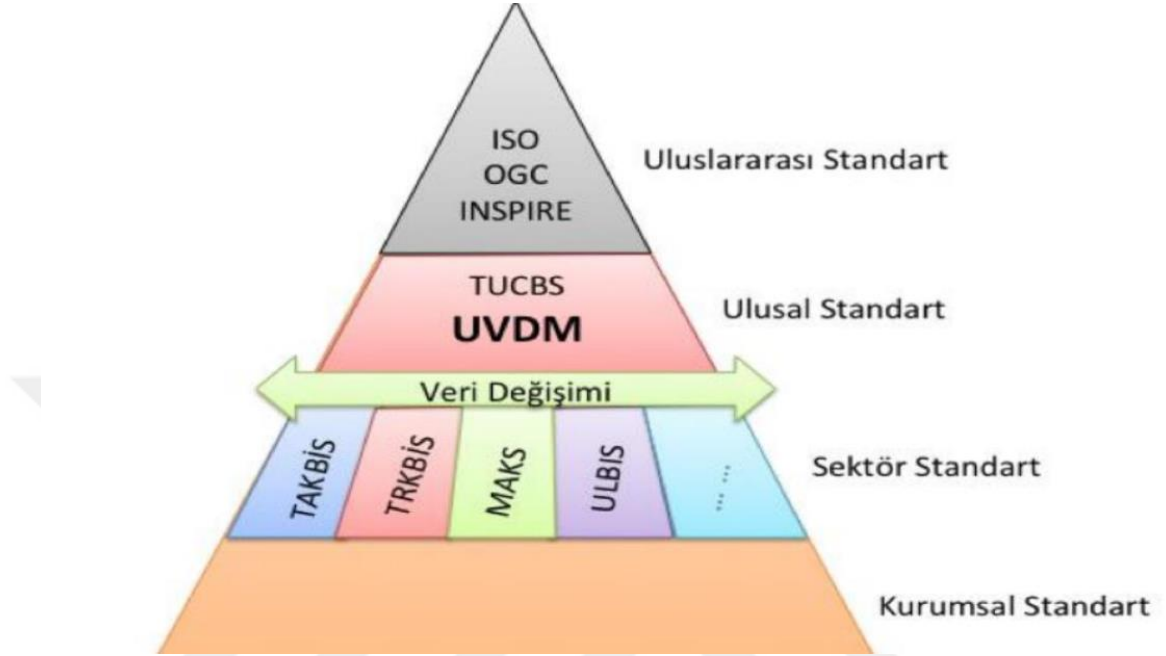 ISO
OGC
INSPIRE
Uluslararası Standart
TUCBS
UVDM
Ulusal Standart
Veri Değişimi
TAKBİS
TRKBİS
MAKS
ULBIS
... ...
Sektör Standart
Kurumsal Standart